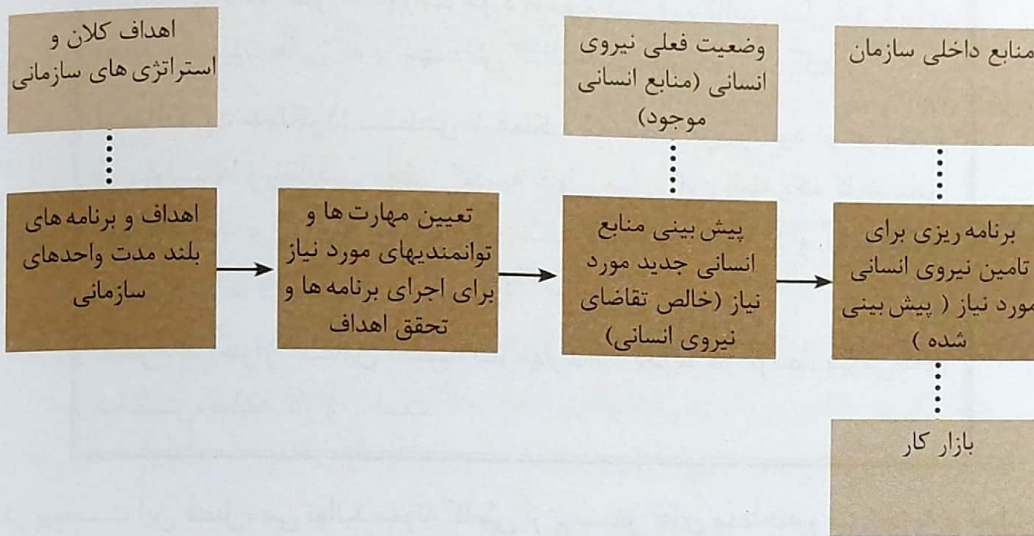 اهداف کلان و
استراتژی های سازمانی
وضعیت فعلی نیروی
انسانی (منابع انسانی
موجود)
منابع داخلی سازمان
اهداف و برنامه های
بلند مدت واحدهای
سازمانی
تعیین مهارت ها و
توانمندیهای مورد نیاز
برای اجرای برنامه ها و
تحقق اهداف
پیش بینی منابع
انسانی جدید مورد
نیاز (خالص تقاضای
نیروی انسانی)
برنامه ریزی برای
تامین نیروی انسانی
مورد نیاز ( پیش بینی
شده )
بازار کار